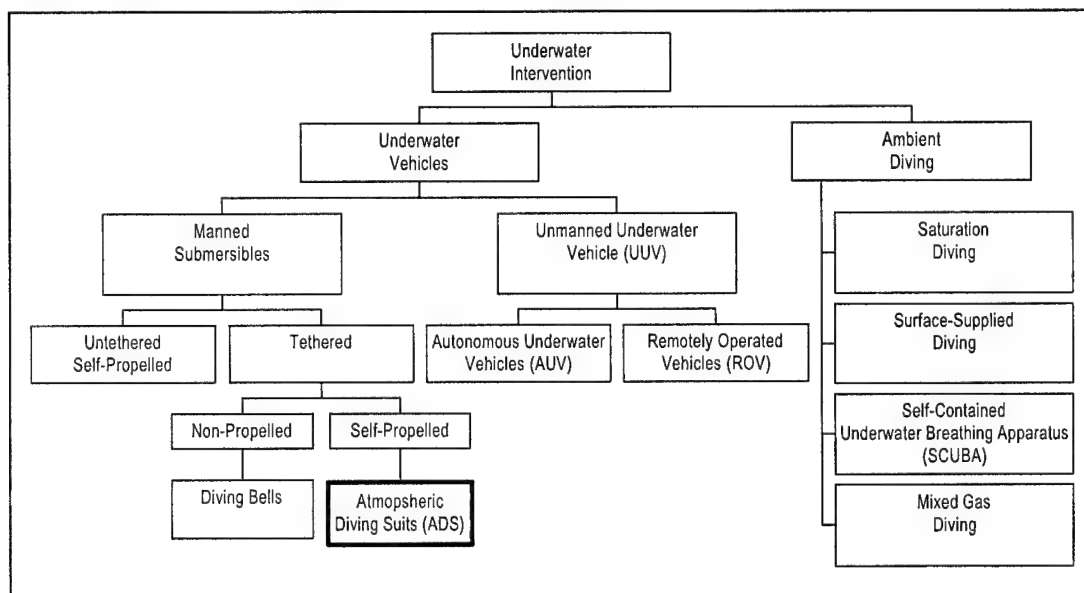 Underwater
Intervention
Underwater
Vehicles
Ambient
Diving
Manned
Submersibles
Unmanned Underwater
Vehicle (UUV)
Saturation
Diving
Untethered
Self-Propelled
Tethered
Autonomous Underwater
Vehicles (AUV)
Remotely Operated
Vehicles (ROV)
Surface-Supplied
Diving
Non-Propelled
Self-Propelled
Self-Contained
Underwater Breathing Apparatus
(SCUBA)
Diving Bells
Atmopsheric
Diving Suits (ADS)
Mixed Gas
Diving